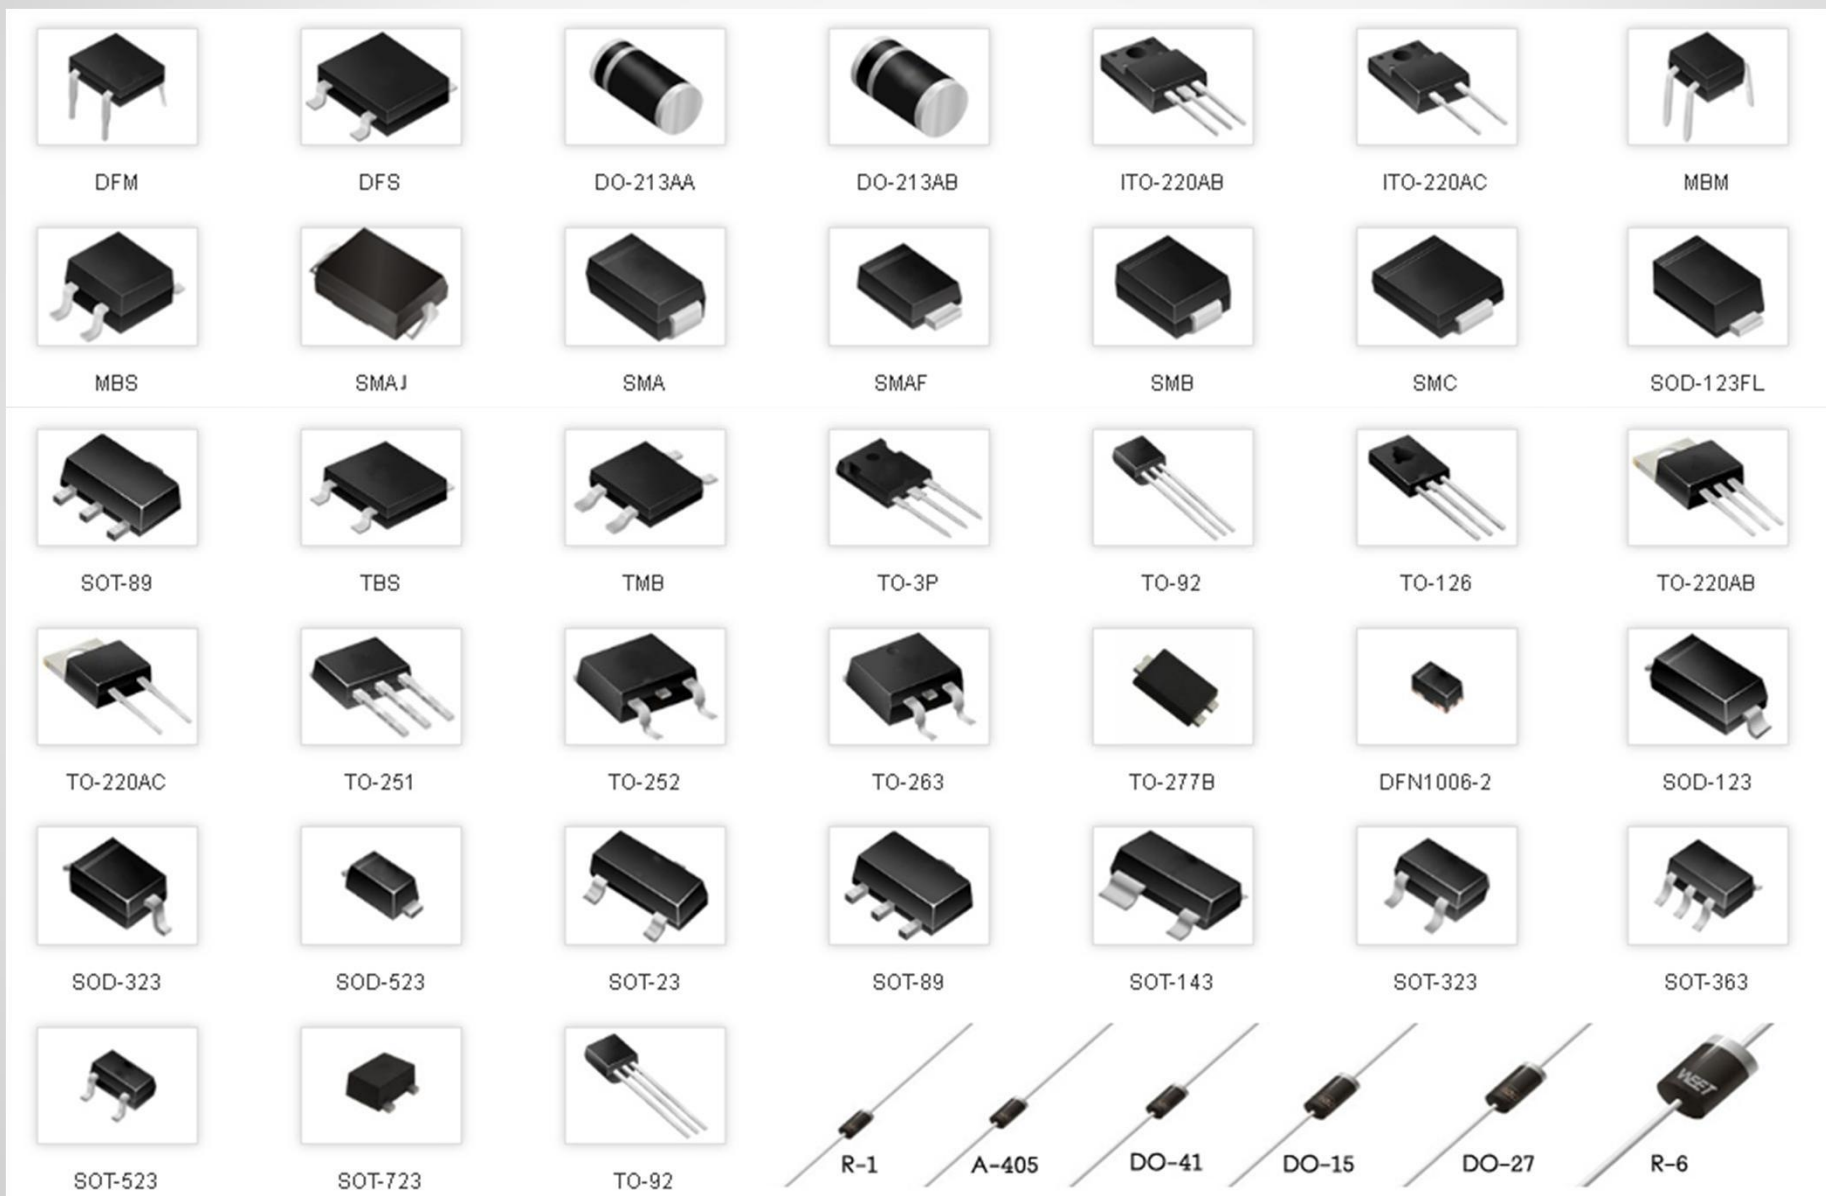 DFM
DFS
DO-213AA
DO-213AB
ITO-220AB
ITO-220AC
MBM
MBS
SMAJ
SMA
SMAF
SMB
SMC
SOD-123FL
SOT-89
TBS
TMB
TO-3P
TO-92
TO-126
TO-220AB
TO-220AC
TO-251
TO-252
TO-263
TO-277B
DFN1006-2
SOD-123
SOD-323
SOD-523
SOT-23
SOT-89
SOT-143
SOT-323
SOT-363
SOT-523
SOT-723
TO-92
R-1
A-405
DO-41
DO-15
DO-27
WEET
R-6